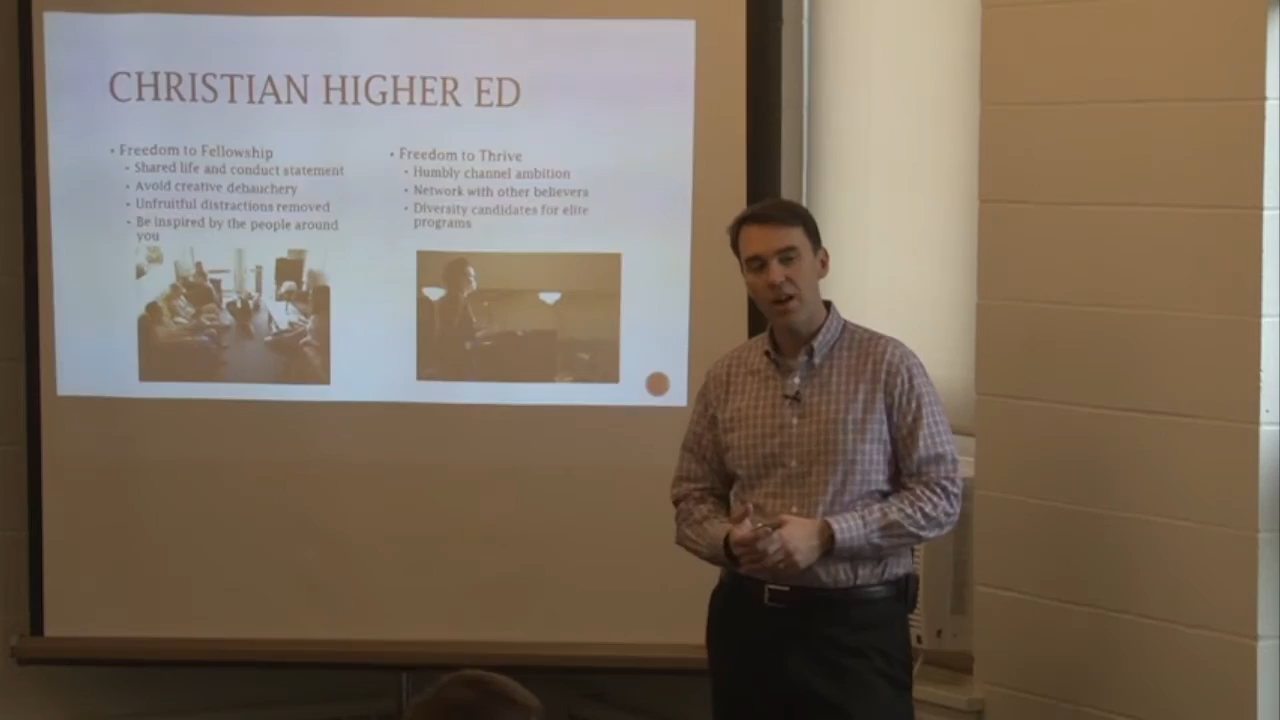 CHRISTIAN HIGHER ED
• Freedom to Fellowship
• Shared life and conduct statement
• Avoid creative debauchery
• Unfruitful distractions removed
• Be inspired by the people around
you
• Freedom to Thrive
• Humbly channel ambition
• Network with other believers
• Diversity candidates for elite
programs